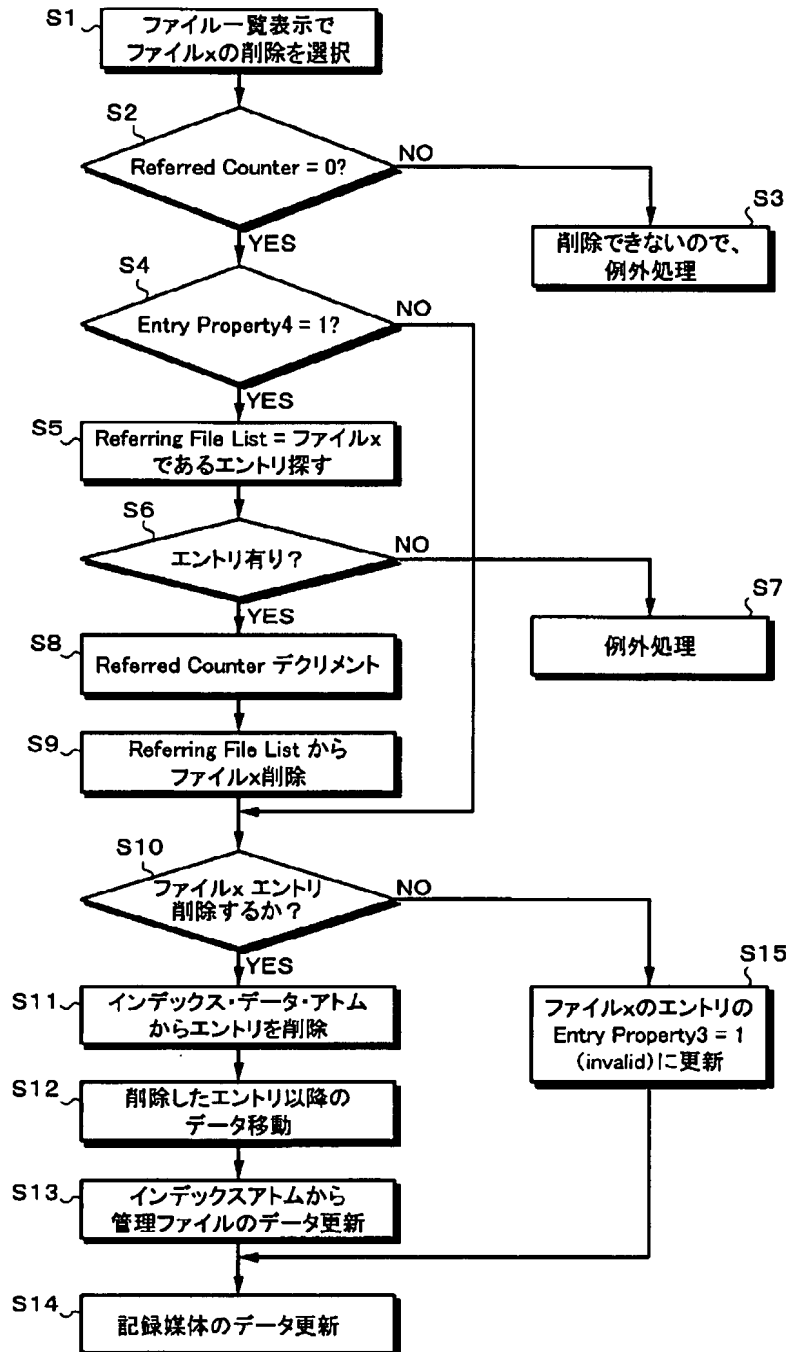 S1
ファイル一覧表示で
ファイルxの削除を選択
S2
Referred Counter = 0?
NO
YES
S3
削除できないので、
例外処理
S4
Entry Property4 = 1?
NO
YES
S5
Referring File List = ファイルx
であるエントリ探す
S6
エントリ有り？
NO
YES
S7
例外処理
S8
Referred Counter デクリメント
S9
Referring File List から
ファイルx削除
S10
ファイルx エントリ
削除するか？
NO
YES
S11
インデックス・データ・アトム
からエントリを削除
S15
ファイルxのエントリの
Entry Property3 = 1
(invalid)に更新
S12
削除したエントリ以降の
データ移動
S13
インデックスアトムから
管理ファイルのデータ更新
S14
記録媒体のデータ更新